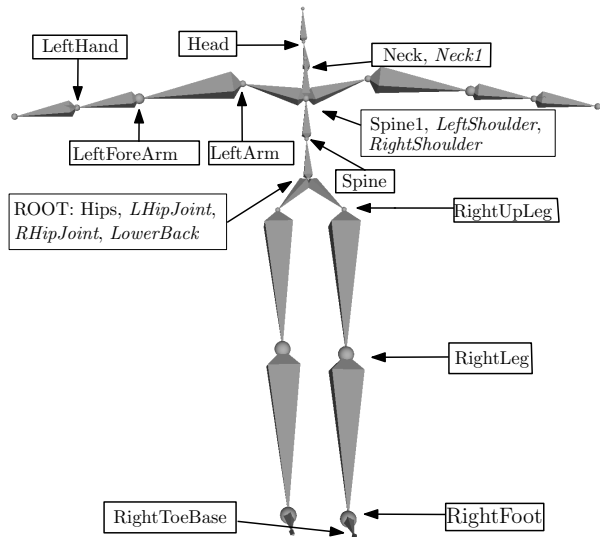 LeftHand
Head
Neck, Neck1
LeftForeArm
LeftArm
Spine1, LeftShoulder,
RightShoulder
Spine
ROOT: Hips, LHipJoint,
RHipJoint, LowerBack
RightUpLeg
RightLeg
RightToeBase
RightFoot